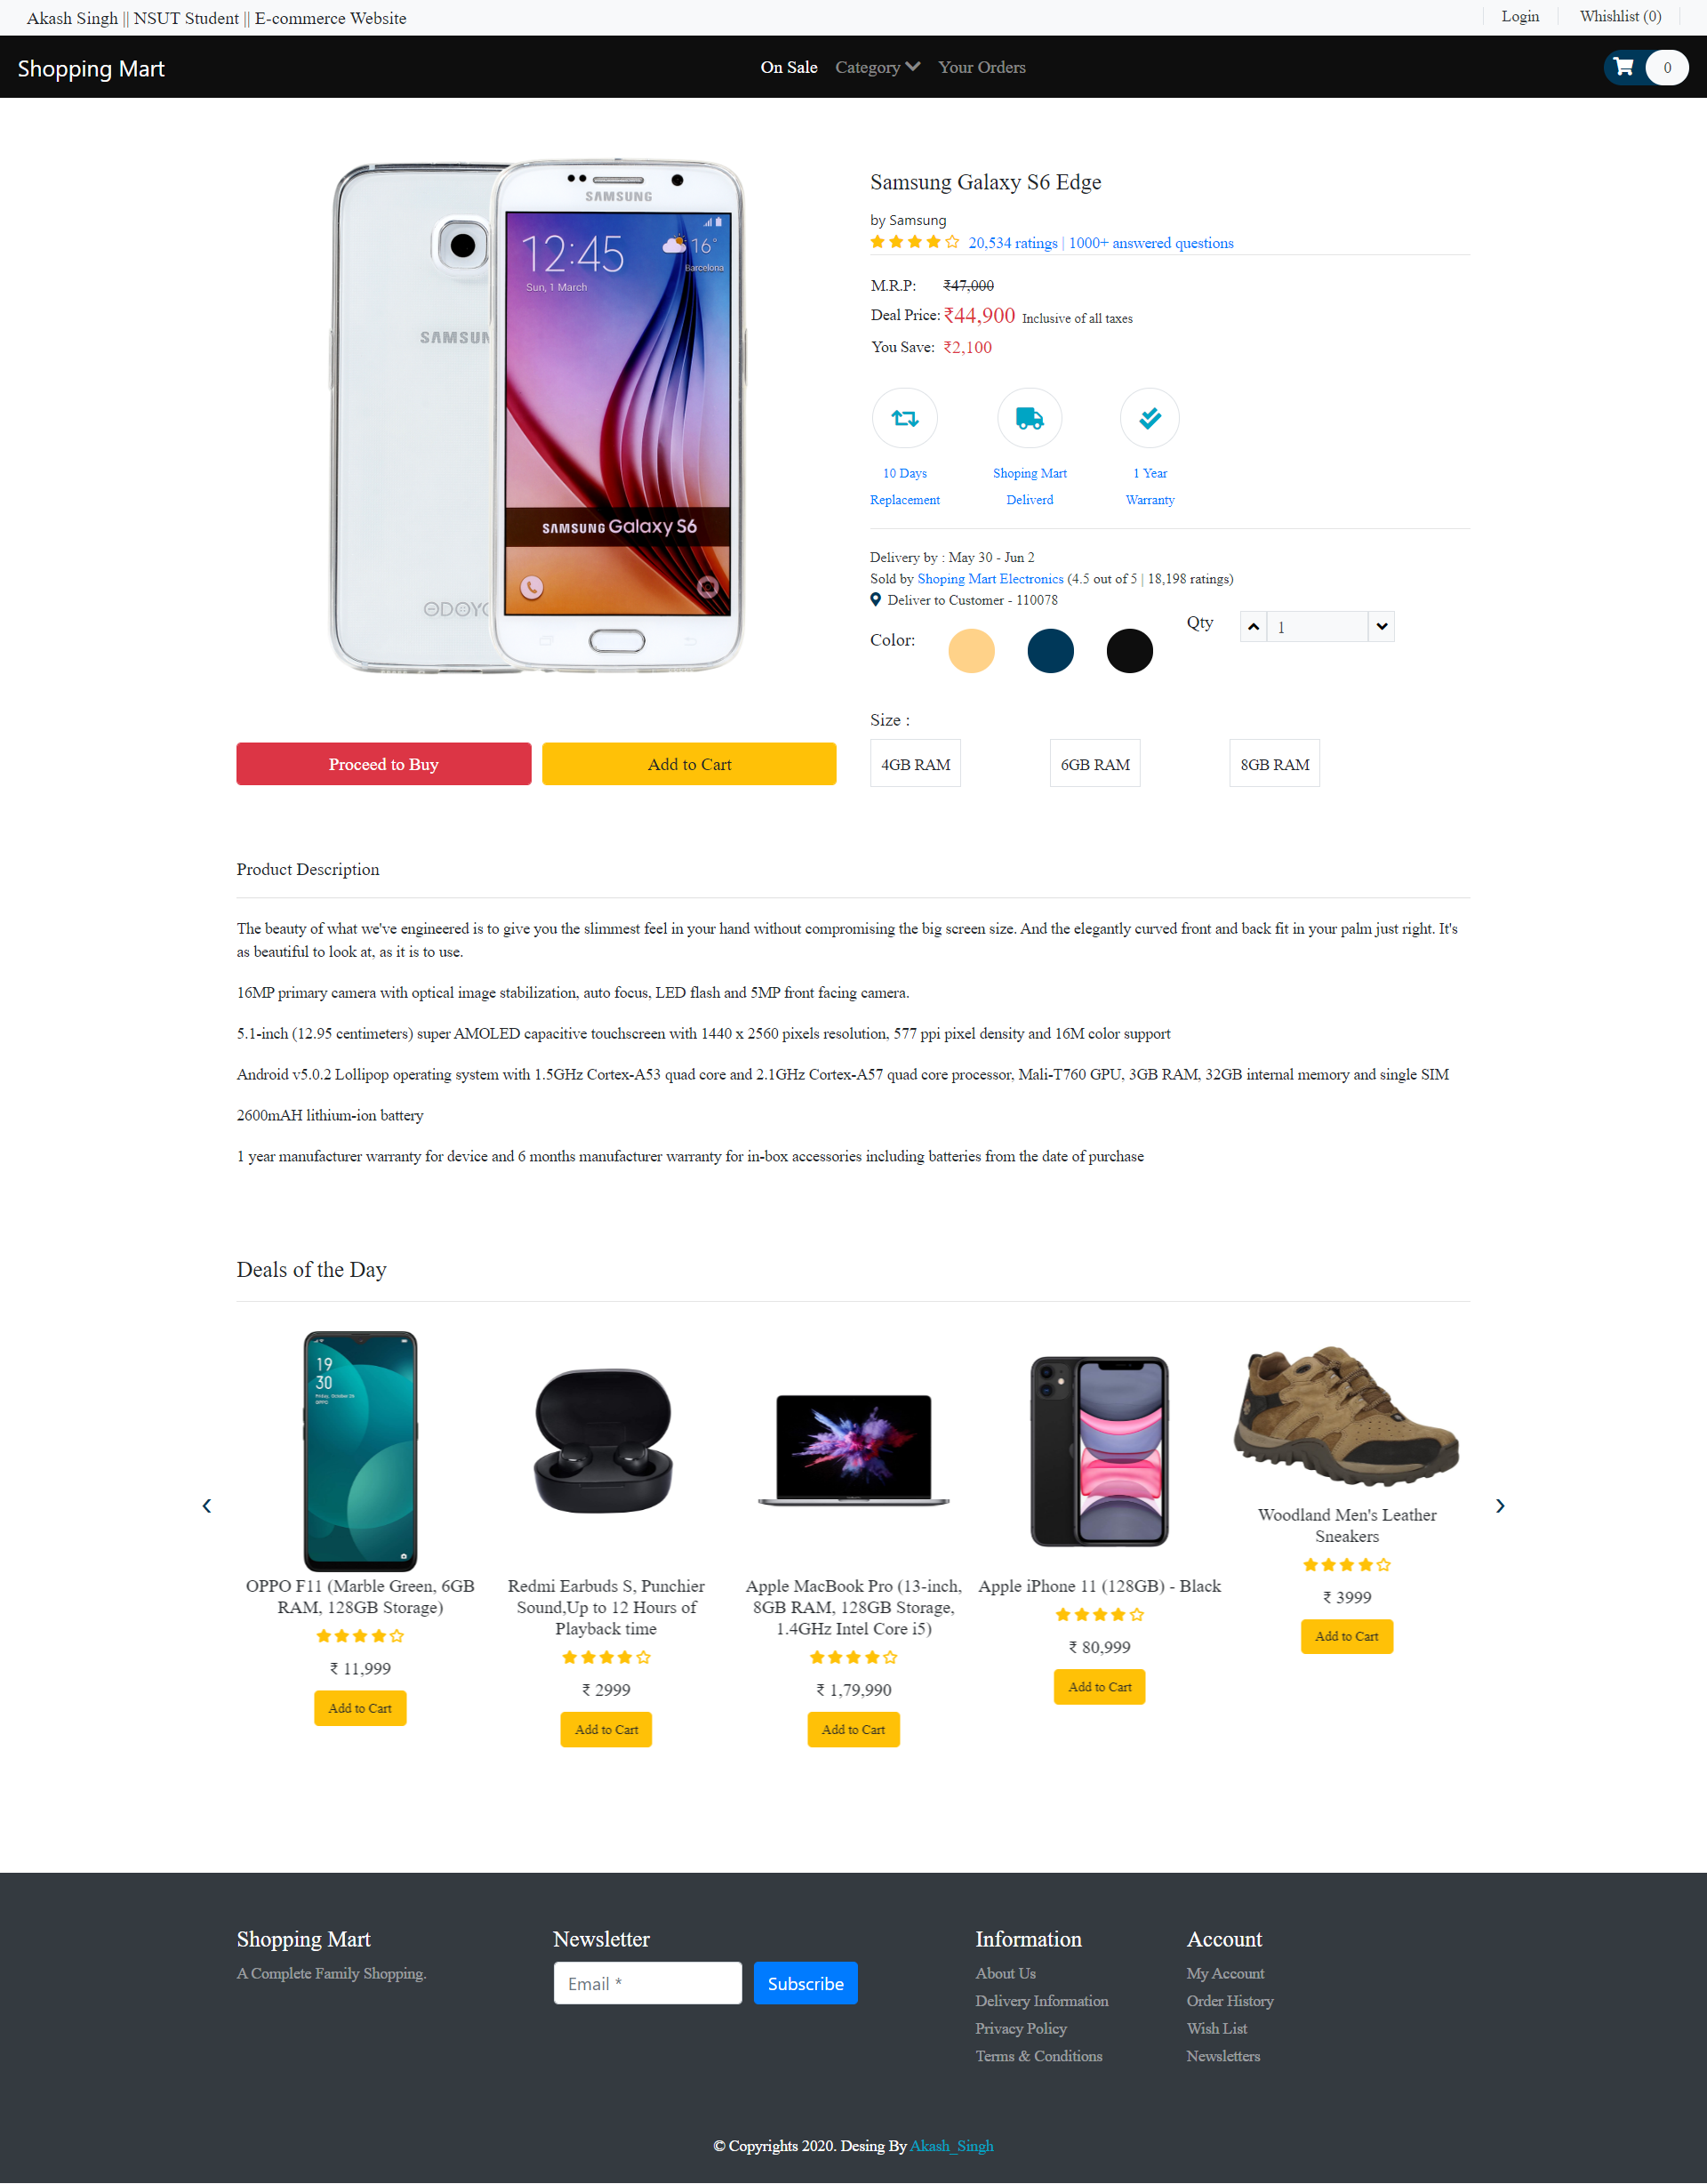 Akash Singh || NSUT Student || E-commerce Website
Login
Whishlist (0)
Shopping Mart
On Sale
Category
Your Orders
0
SAMSUNG
12:45
16°
Barcelona
Sun, 1 March
SAMSUN
SAMSUNG Galaxy S6
Samsung Galaxy S6 Edge
by Samsung
20,534 ratings | 1000+ answered questions
M.R.P: ₹47,000
Deal Price: ₹44,900 Inclusive of all taxes
You Save: ₹2,100
10 Days
Replacement
Shoping Mart
Deliverd
1 Year
Warranty
Delivery by : May 30 - Jun 2
Sold by Shoping Mart Electronics (4.5 out of 5 | 18,198 ratings)
Deliver to Customer - 110078
Color:
Qty
1
Size :
4GB RAM
6GB RAM
8GB RAM
Proceed to Buy
Add to Cart
Product Description
The beauty of what we've engineered is to give you the slimmest feel in your hand without compromising the big screen size. And the elegantly curved front and back fit in your palm just right. It's
as beautiful to look at, as it is to use.
16MP primary camera with optical image stabilization, auto focus, LED flash and 5MP front facing camera.
5.1-inch (12.95 centimeters) super AMOLED capacitive touchscreen with 1440 x 2560 pixels resolution, 577 ppi pixel density and 16M color support
Android v5.0.2 Lollipop operating system with 1.5GHz Cortex-A53 quad core and 2.1GHz Cortex-A57 quad core processor, Mali-T760 GPU, 3GB RAM, 32GB internal memory and single SIM
2600mAH lithium-ion battery
1 year manufacturer warranty for device and 6 months manufacturer warranty for in-box accessories including batteries from the date of purchase
Deals of the Day
19
30
OPPO F11 (Marble Green, 6GB
RAM, 128GB Storage)
₹ 11,999
Add to Cart
Redmi Earbuds S, Punchier
Sound,Up to 12 Hours of
Playback time
₹ 2999
Add to Cart
Apple MacBook Pro (13-inch,
8GB RAM, 128GB Storage,
1.4GHz Intel Core i5)
₹ 1,79,990
Add to Cart
Apple iPhone 11 (128GB) - Black
₹ 80,999
Add to Cart
Woodland Men's Leather
Sneakers
₹ 3999
Add to Cart
Shopping Mart
A Complete Family Shopping.
Newsletter
Email *
Subscribe
Information
About Us
Delivery Information
Privacy Policy
Terms & Conditions
Account
My Account
Order History
Wish List
Newsletters
© Copyrights 2020. Desing By Akash_Singh